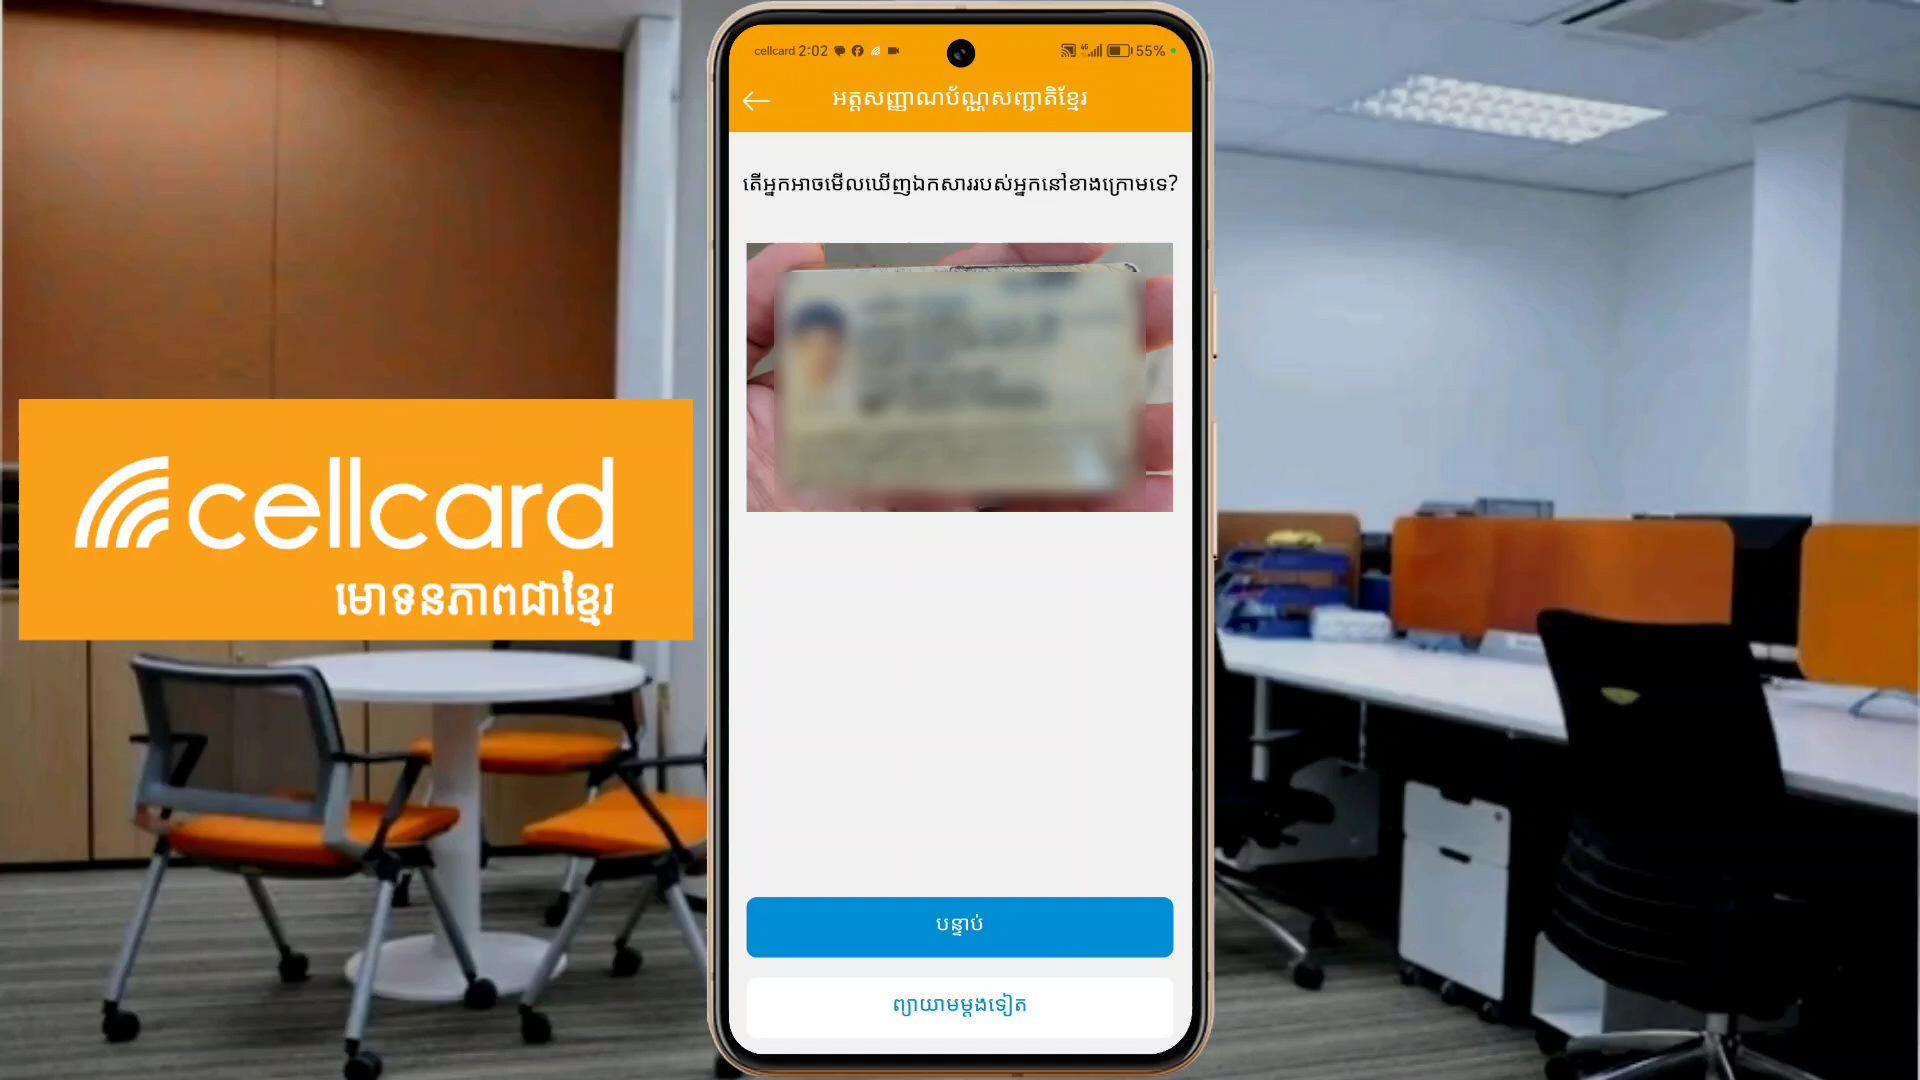 cellcard
មោទនភាពជាខ្មែរ
cellcard 2:02
4G
55%
អត្តសញ្ញាណប័ណ្ណសញ្ជាតិខ្មែរ
តើអ្នកអាចមើលឃើញឯកសាររបស់អ្នកនៅខាងក្រោមទេ?
បន្ទាប់
ព្យាយាមម្តងទៀត